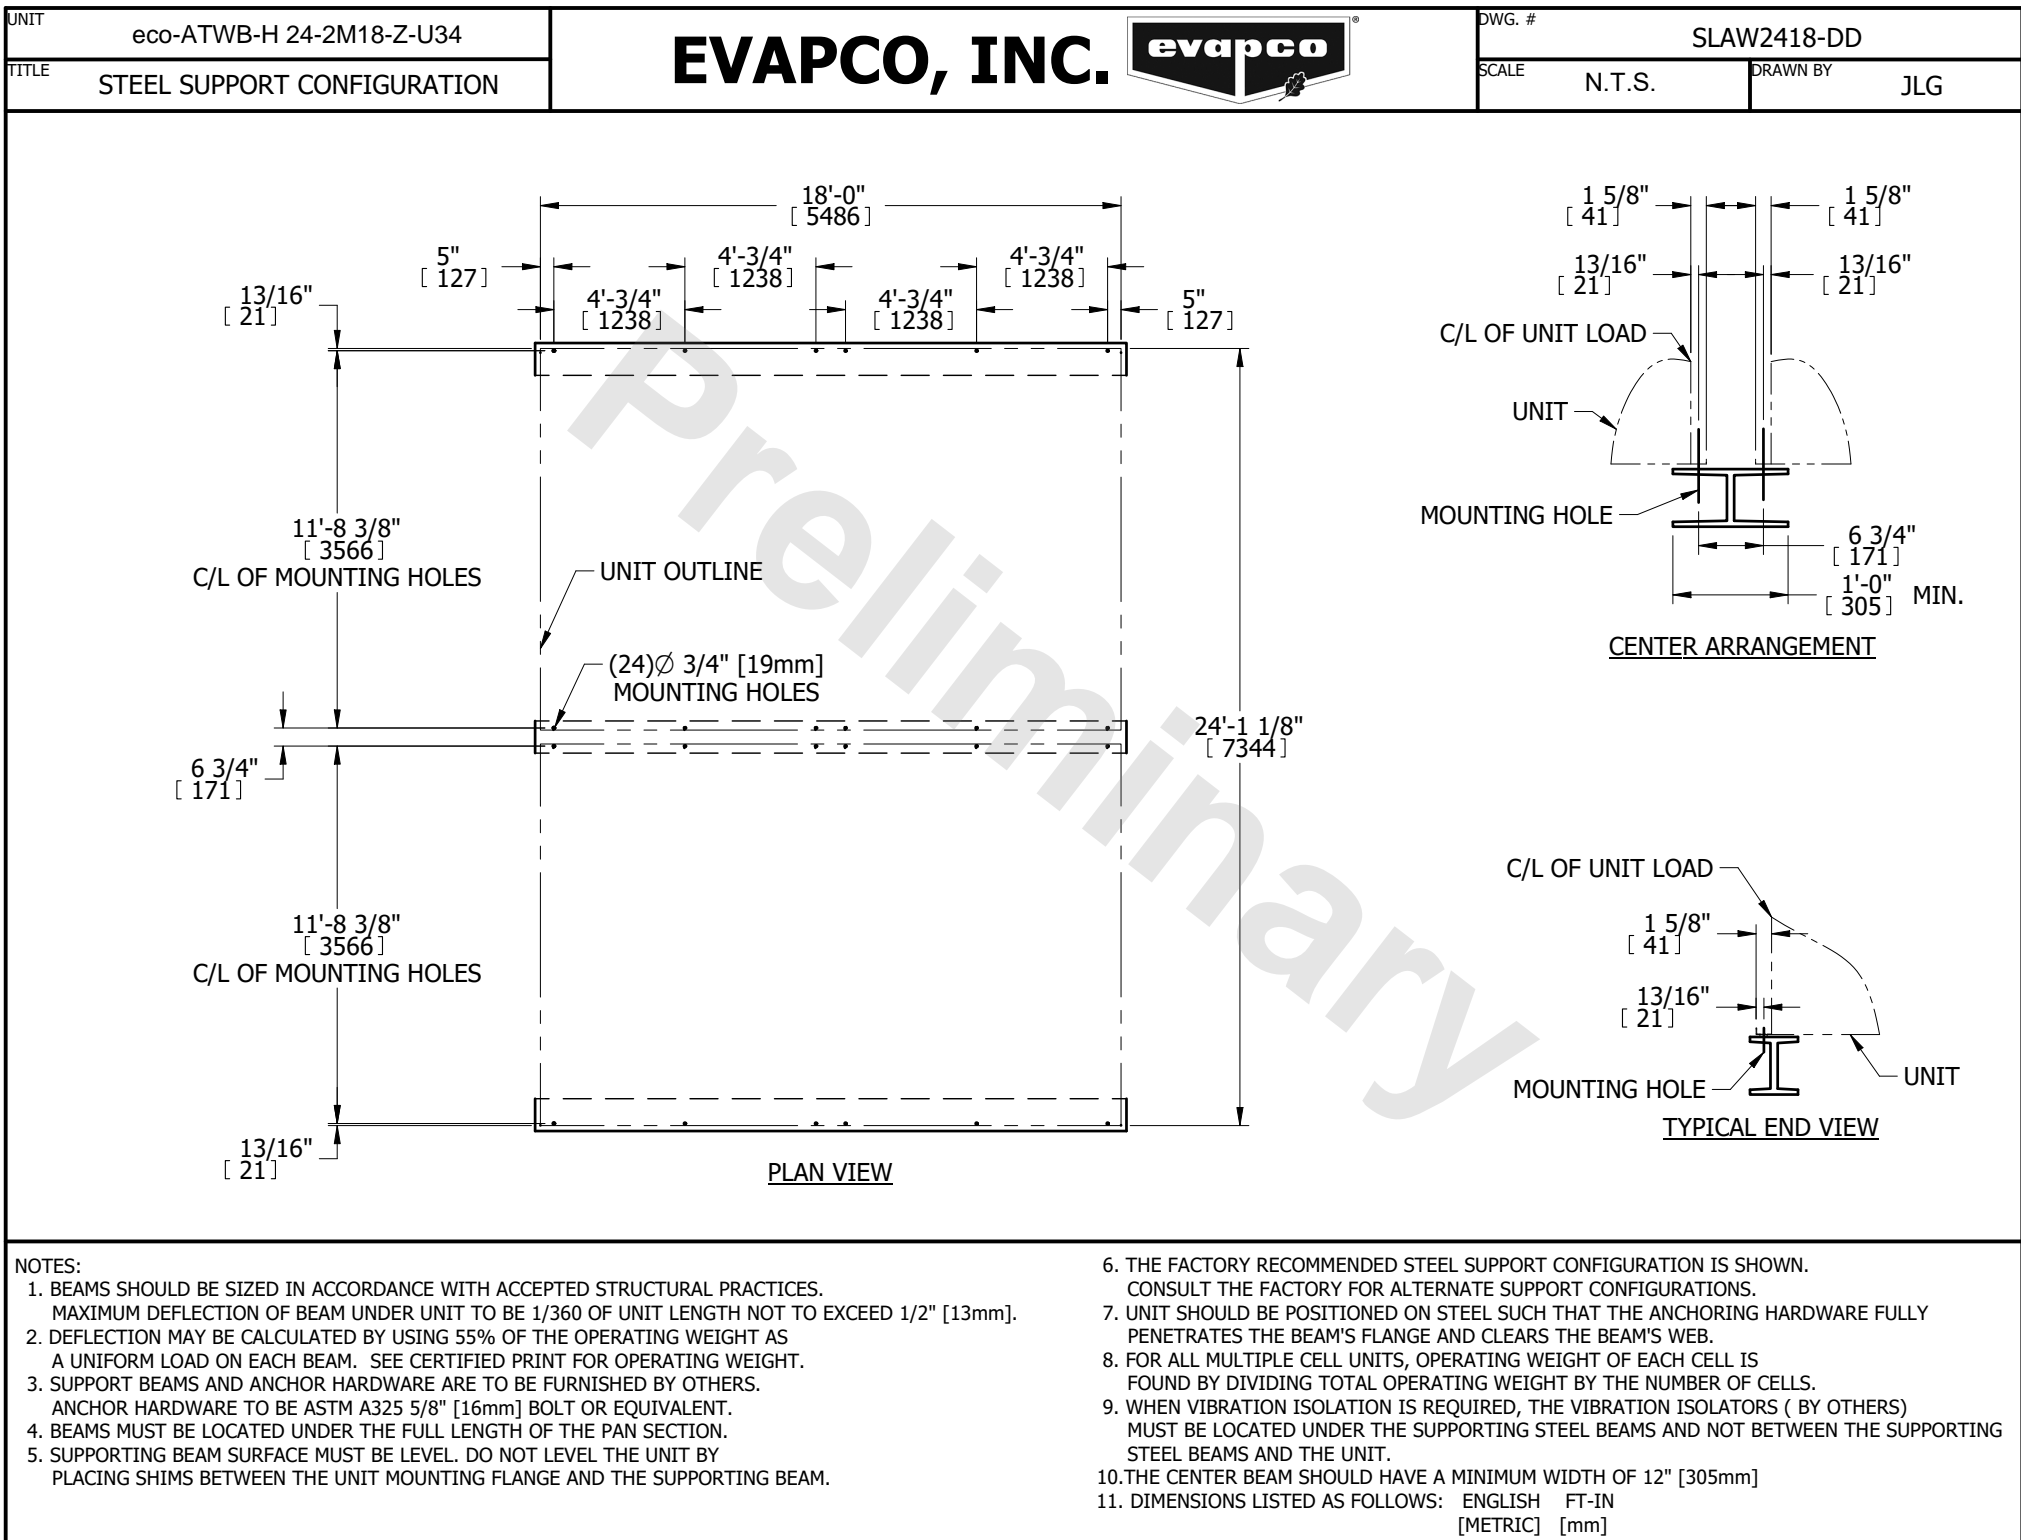 UNIT
eco-ATWB-H 24-2M18-Z-U34
TITLE
STEEL SUPPORT CONFIGURATION
EVAPCO, INC.
evapco
®
DWG. #
SLAW2418-DD
SCALE
N.T.S.
DRAWN BY
JLG
Preliminary
18'-0"
[ 5486 ]
5"
[ 127 ]
4'-3/4"
[ 1238 ]
4'-3/4"
[ 1238 ]
13/16"
[ 21 ]
4'-3/4"
[ 1238 ]
4'-3/4"
[ 1238 ]
5"
[ 127 ]
11'-8 3/8"
[ 3566 ]
C/L OF MOUNTING HOLES
UNIT OUTLINE
(24)Ø 3/4" [19mm]
MOUNTING HOLES
6 3/4"
[ 171 ]
24'-1 1/8"
[ 7344 ]
11'-8 3/8"
[ 3566 ]
C/L OF MOUNTING HOLES
13/16"
[ 21 ]
PLAN VIEW
1 5/8"
[ 41 ]
1 5/8"
[ 41 ]
13/16"
[ 21 ]
13/16"
[ 21 ]
C/L OF UNIT LOAD
UNIT
MOUNTING HOLE
6 3/4"
[ 171 ]
1'-0"
[ 305 ]
MIN.
CENTER ARRANGEMENT
C/L OF UNIT LOAD
1 5/8"
[ 41 ]
13/16"
[ 21 ]
MOUNTING HOLE
UNIT
TYPICAL END VIEW
NOTES:
1. BEAMS SHOULD BE SIZED IN ACCORDANCE WITH ACCEPTED STRUCTURAL PRACTICES.
MAXIMUM DEFLECTION OF BEAM UNDER UNIT TO BE 1/360 OF UNIT LENGTH NOT TO EXCEED 1/2" [13mm].
2. DEFLECTION MAY BE CALCULATED BY USING 55% OF THE OPERATING WEIGHT AS
A UNIFORM LOAD ON EACH BEAM. SEE CERTIFIED PRINT FOR OPERATING WEIGHT.
3. SUPPORT BEAMS AND ANCHOR HARDWARE ARE TO BE FURNISHED BY OTHERS.
ANCHOR HARDWARE TO BE ASTM A325 5/8" [16mm] BOLT OR EQUIVALENT.
4. BEAMS MUST BE LOCATED UNDER THE FULL LENGTH OF THE PAN SECTION.
5. SUPPORTING BEAM SURFACE MUST BE LEVEL. DO NOT LEVEL THE UNIT BY
PLACING SHIMS BETWEEN THE UNIT MOUNTING FLANGE AND THE SUPPORTING BEAM.
6. THE FACTORY RECOMMENDED STEEL SUPPORT CONFIGURATION IS SHOWN.
CONSULT THE FACTORY FOR ALTERNATE SUPPORT CONFIGURATIONS.
7. UNIT SHOULD BE POSITIONED ON STEEL SUCH THAT THE ANCHORING HARDWARE FULLY
PENETRATES THE BEAM'S FLANGE AND CLEARS THE BEAM'S WEB.
8. FOR ALL MULTIPLE CELL UNITS, OPERATING WEIGHT OF EACH CELL IS
FOUND BY DIVIDING TOTAL OPERATING WEIGHT BY THE NUMBER OF CELLS.
9. WHEN VIBRATION ISOLATION IS REQUIRED, THE VIBRATION ISOLATORS ( BY OTHERS)
MUST BE LOCATED UNDER THE SUPPORTING STEEL BEAMS AND NOT BETWEEN THE SUPPORTING
STEEL BEAMS AND THE UNIT.
10.THE CENTER BEAM SHOULD HAVE A MINIMUM WIDTH OF 12" [305mm]
11. DIMENSIONS LISTED AS FOLLOWS: ENGLISH FT-IN
[METRIC] [mm]